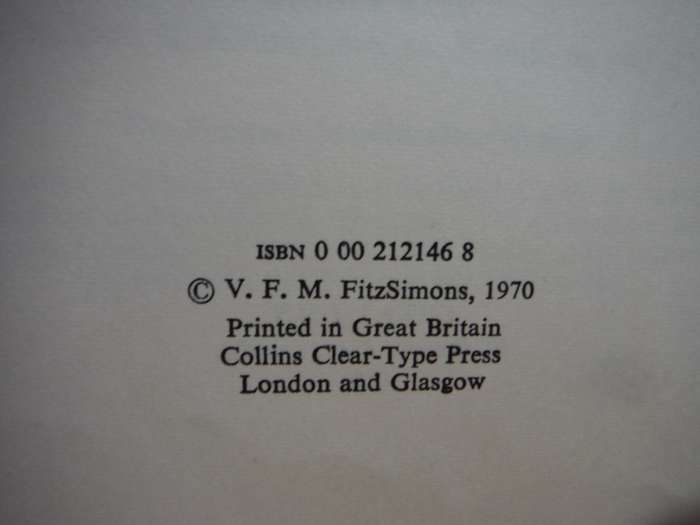 ISBN 0 00 212146 8
© V. F. M. FitzSimons, 1970
Printed in Great Britain
Collins Clear-Type Press
London and Glasgow